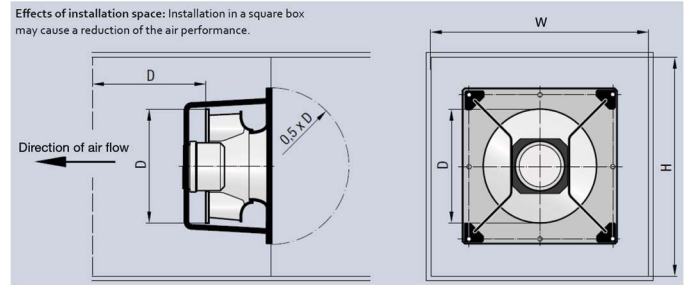 Effects of installation space: Installation in a square box
may cause a reduction of the air performance.
W
D
0,5 x D
Direction of air flow
D
D
H